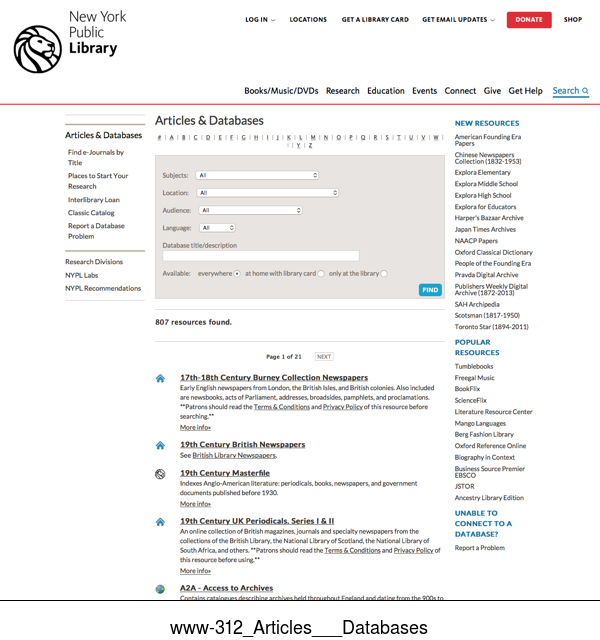 New York
Public
Library
LOG IN
LOCATIONS
GET A LIBRARY CARD
GET EMAIL UPDATES
DONATE
SHOP
Books/Music/DVDs
Research
Education
Events
Connect
Give
Get Help
Search
Articles & Databases
Find e-Journals by
Title
Places to Start Your
Research
Interlibrary Loan
Classic Catalog
Report a Database
Problem
Research Divisions
NYPL Labs
NYPL Recommendations
Articles & Databases
# | A | B | C | D | E | F | G | H | I | J | K | L | M | N | O | P | Q | R | S | T | U | V | W |
Y | Z
Subjects: All
Location: All
Audience: All
Language: All
Database title/description
Available: everywhere at home with library card only at the library
FIND
807 resources found.
Page 1 of 21 NEXT
17th-18th Century Burney Collection Newspapers
Early English newspapers from London, the British Isles, and British colonies. Also included
are newsbooks, acts of Parliament, addresses, broadsides, pamphlets, and proclamations.
**Patrons should read the Terms & Conditions and Privacy Policy of this resource before
searching.**
More info»
19th Century British Newspapers
See British Library Newspapers.
19th Century Masterfile
Indexes Anglo-American literature: periodicals, books, newspapers, and government
documents published before 1930.
More info»
19th Century UK Periodicals. Series I & II
An online collection of British magazines, journals and specialty newspapers from the
collections of the British Library, the National Library of Scotland, the National Library of
South Africa, and others. **Patrons should read the Terms & Conditions and Privacy Policy of
this resource before using.**
More info»
A2A - Access to Archives
Contains catalogues describing archives held throughout England and dating from the 900s to
NEW RESOURCES
American Founding Era
Papers
Chinese Newspapers
Collection (1832-1953)
Explora Elementary
Explora Middle School
Explora High School
Explora for Educators
Harper's Bazaar Archive
Japan Times Archives
NAACP Papers
Oxford Classical Dictionary
People of the Founding Era
Pravda Digital Archive
Publishers Weekly Digital
Archive (1872-2013)
SAH Archipedia
Scotsman (1817-1950)
Toronto Star (1894-2011)
POPULAR
RESOURCES
Tumblebooks
Freegal Music
BookFlix
ScienceFlix
Literature Resource Center
Mango Languages
Berg Fashion Library
Oxford Reference Online
Biography in Context
Business Source Premier
EBSCO
JSTOR
Ancestry Library Edition
UNABLE TO
CONNECT TO A
DATABASE?
Report a Problem
www-312_Articles___Databases